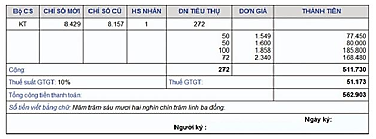 BỘ CS CHỈ SỐ MỚI CHỈ SỐ CŨ HS NHÂN ĐN TIÊU THỤ ĐƠN GIÁ THÀNH TIỀN
KT 8.429 8.157 1 272
50 1.549 77.450
50 1.600 80.000
100 1.858 185.800
72 2.340 168.480
Cộng 272 511.730
Thuế suất GTGT: 10% Thuế GTGT: 51.173
Tổng cộng tiền thanh toán: 562.903
Số tiền viết bằng chữ: Năm trăm sáu mươi hai nghìn chín trăm linh ba đồng.
Ngày ký:
Người ký :